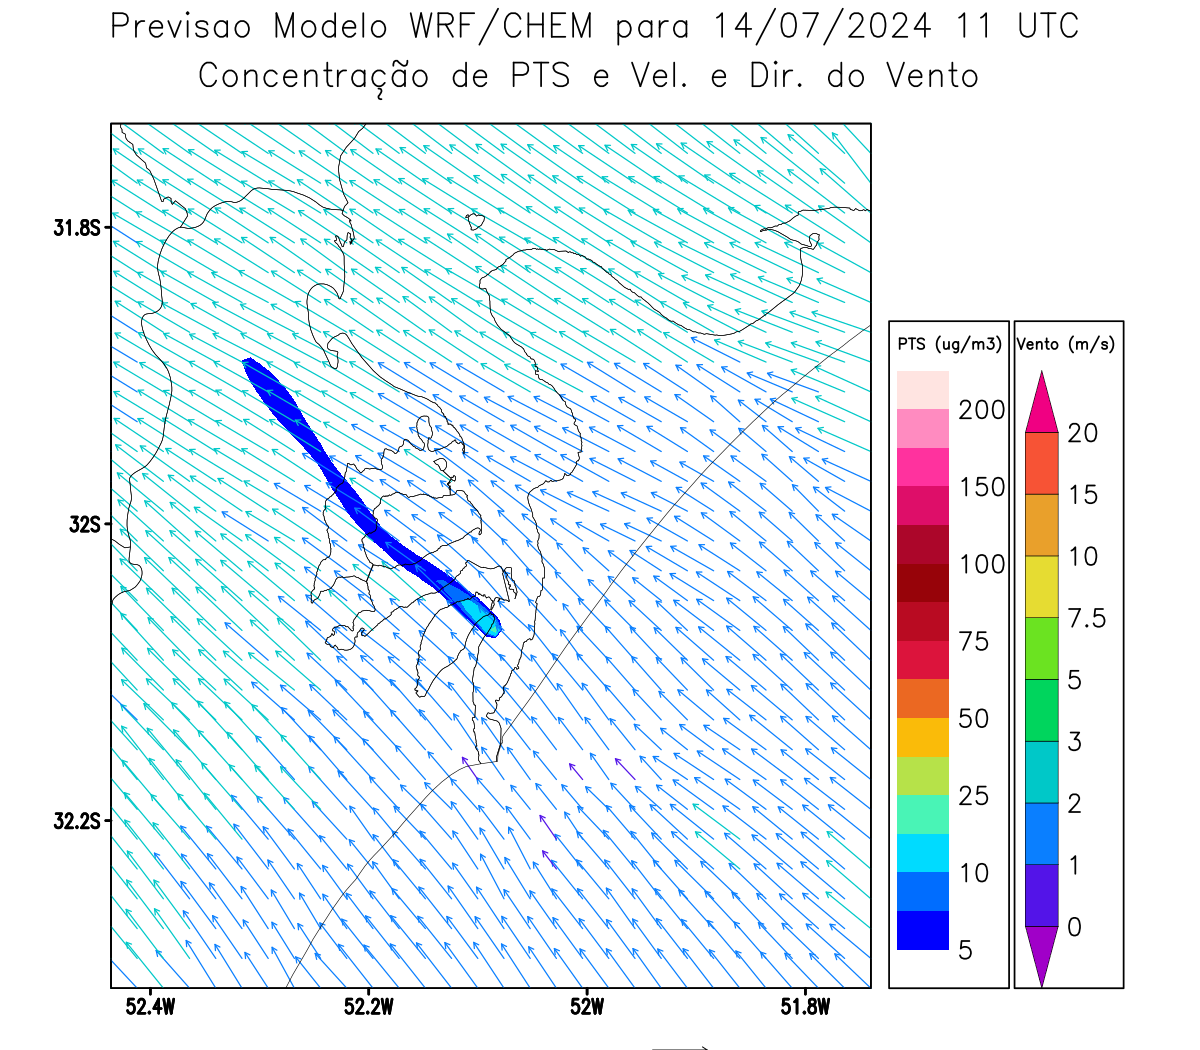 Previsao Modelo WRF/CHEM para 14/07/2024 11 UTC
Concentração de PTS e Vel. e Dir. do Vento
31.8S
32S
32.2S
52.4W
52.2W
52W
51.8W
PTS (ug/m3)
200
150
100
75
50
25
10
5
Vento (m/s)
20
15
10
7.5
5
3
2
1
0